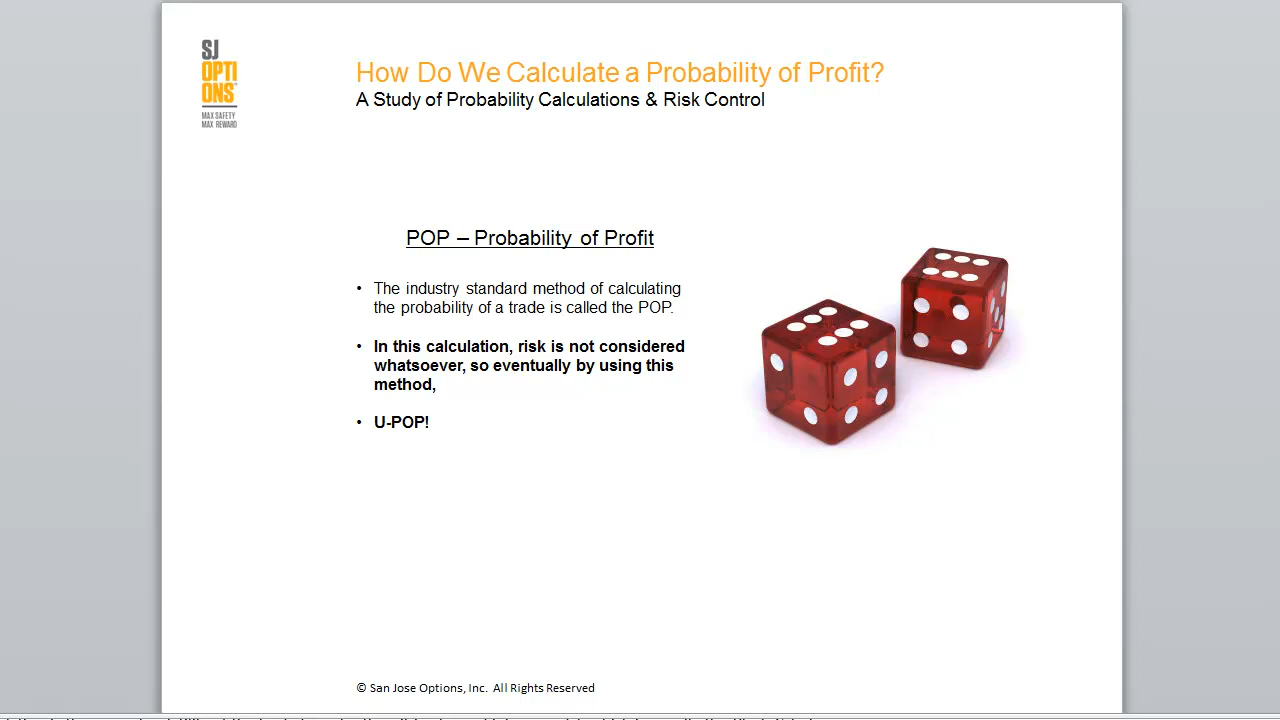 SJ
OPTI
ONS
MAX SAFETY
MAX REWARD
How Do We Calculate a Probability of Profit?
A Study of Probability Calculations & Risk Control
POP – Probability of Profit
• The industry standard method of calculating
the probability of a trade is called the POP.
• In this calculation, risk is not considered
whatsoever, so eventually by using this
method,
• U-POP!
© San Jose Options, Inc. All Rights Reserved